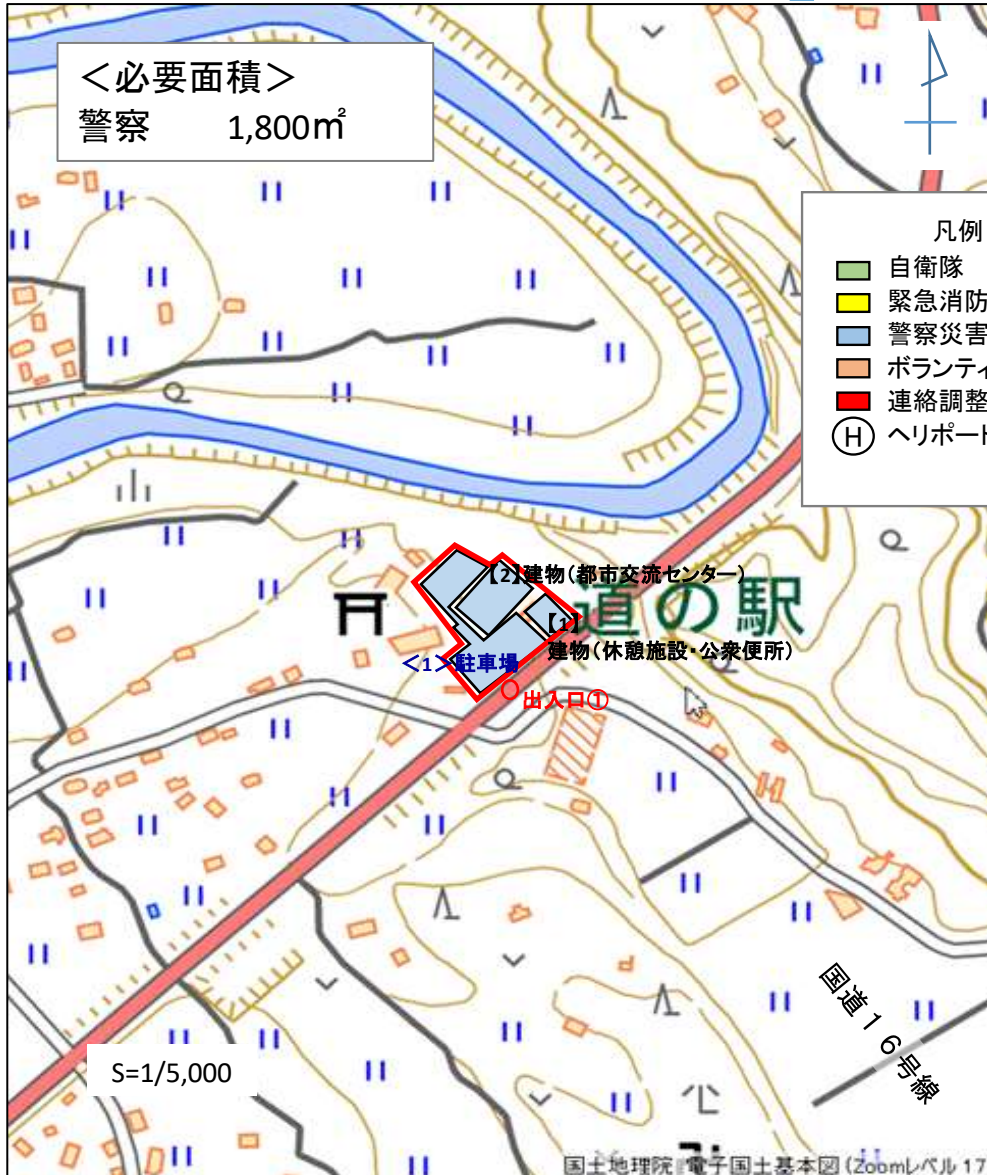 ＜必要面積＞
警察 1,800㎡
凡例
自衛隊
緊急消防
警察災害
ボランティ
連絡調整
Ⓗ ヘリポート
【2】建物(都市交流センター)
道の駅
【1】
建物(休憩施設・公衆便所)
＜1＞駐車場
出入口①
国道１６号線
S=1/5,000
国土地理院 電子国土基本図(Zoomレベル 17